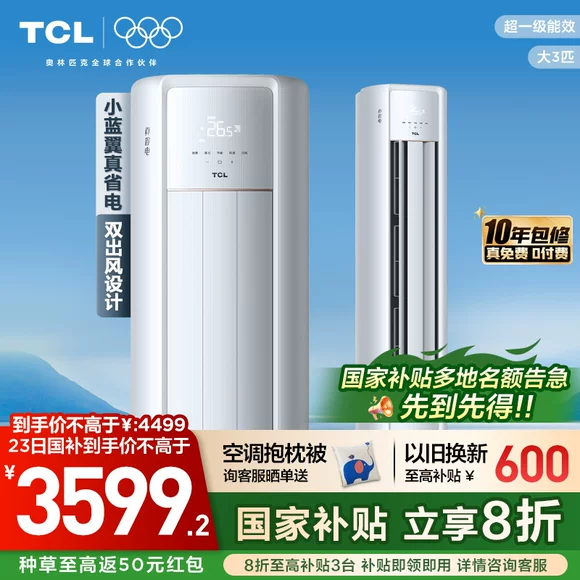 TCL
奥林匹克全球合作伙伴
超一级能效
大3匹
小蓝翼真省电
双出风设计
真省电
26.5
TCL
TCL
10年包修
真免费 0付费
国家补贴多地名额告急
先到先得!!
到手价不高于¥:4499
23日国补到手价不高于
¥3599.2
种草至高返50元红包
空调抱枕被
询客服晒单送
以旧换新
至高补贴¥600
国家补贴 立享8折
8折至高补贴3台 补贴即领即用 详情咨询客服